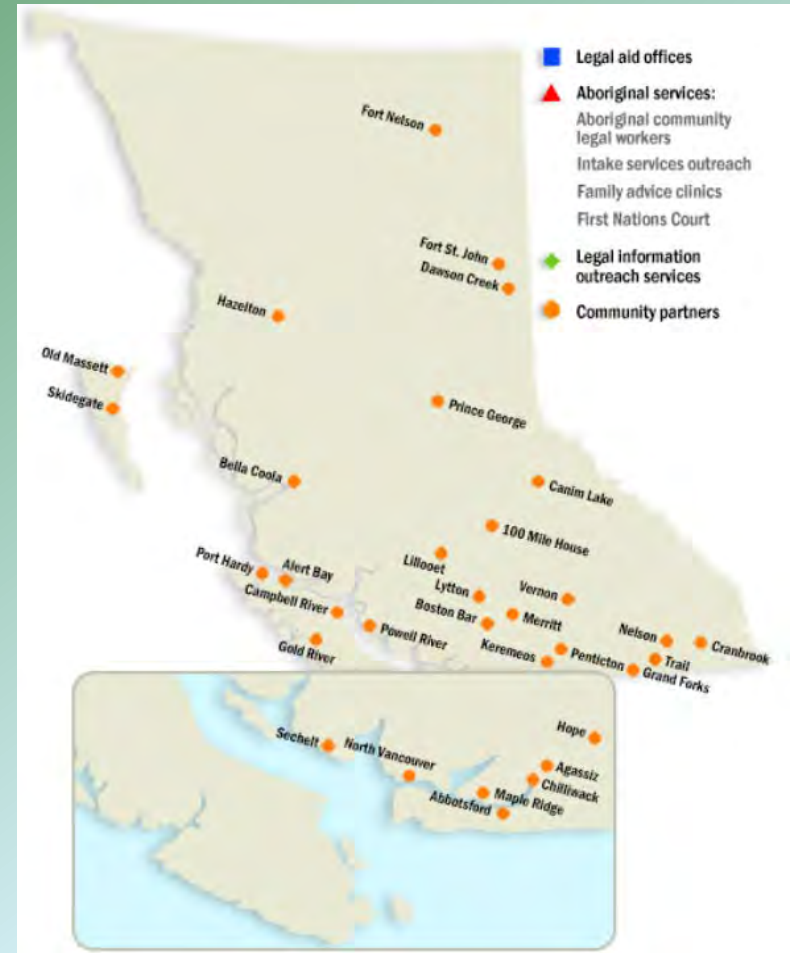 Legal aid offices
Aboriginal services:
Aboriginal community
legal workers
Intake services outreach
Family advice clinics
First Nations Court
Legal information
outreach services
Community partners
Fort Nelson
Fort St. John
Dawson Creek
Hazelton
Old Massett
Skidegate
Prince George
Bella Coola
Canim Lake
100 Mile House
Lillooet
Port Hardy
Alert Bay
Lytton
Vernon
Campbell River
Boston Bar
Merritt
Powell River
Gold River
Nelson
Cranbrook
Keremeos
Penticton
Trail
Grand Forks
Hope
Sechelt
North Vancouver
Agassiz
Chilliwack
Maple Ridge
Abbotsford